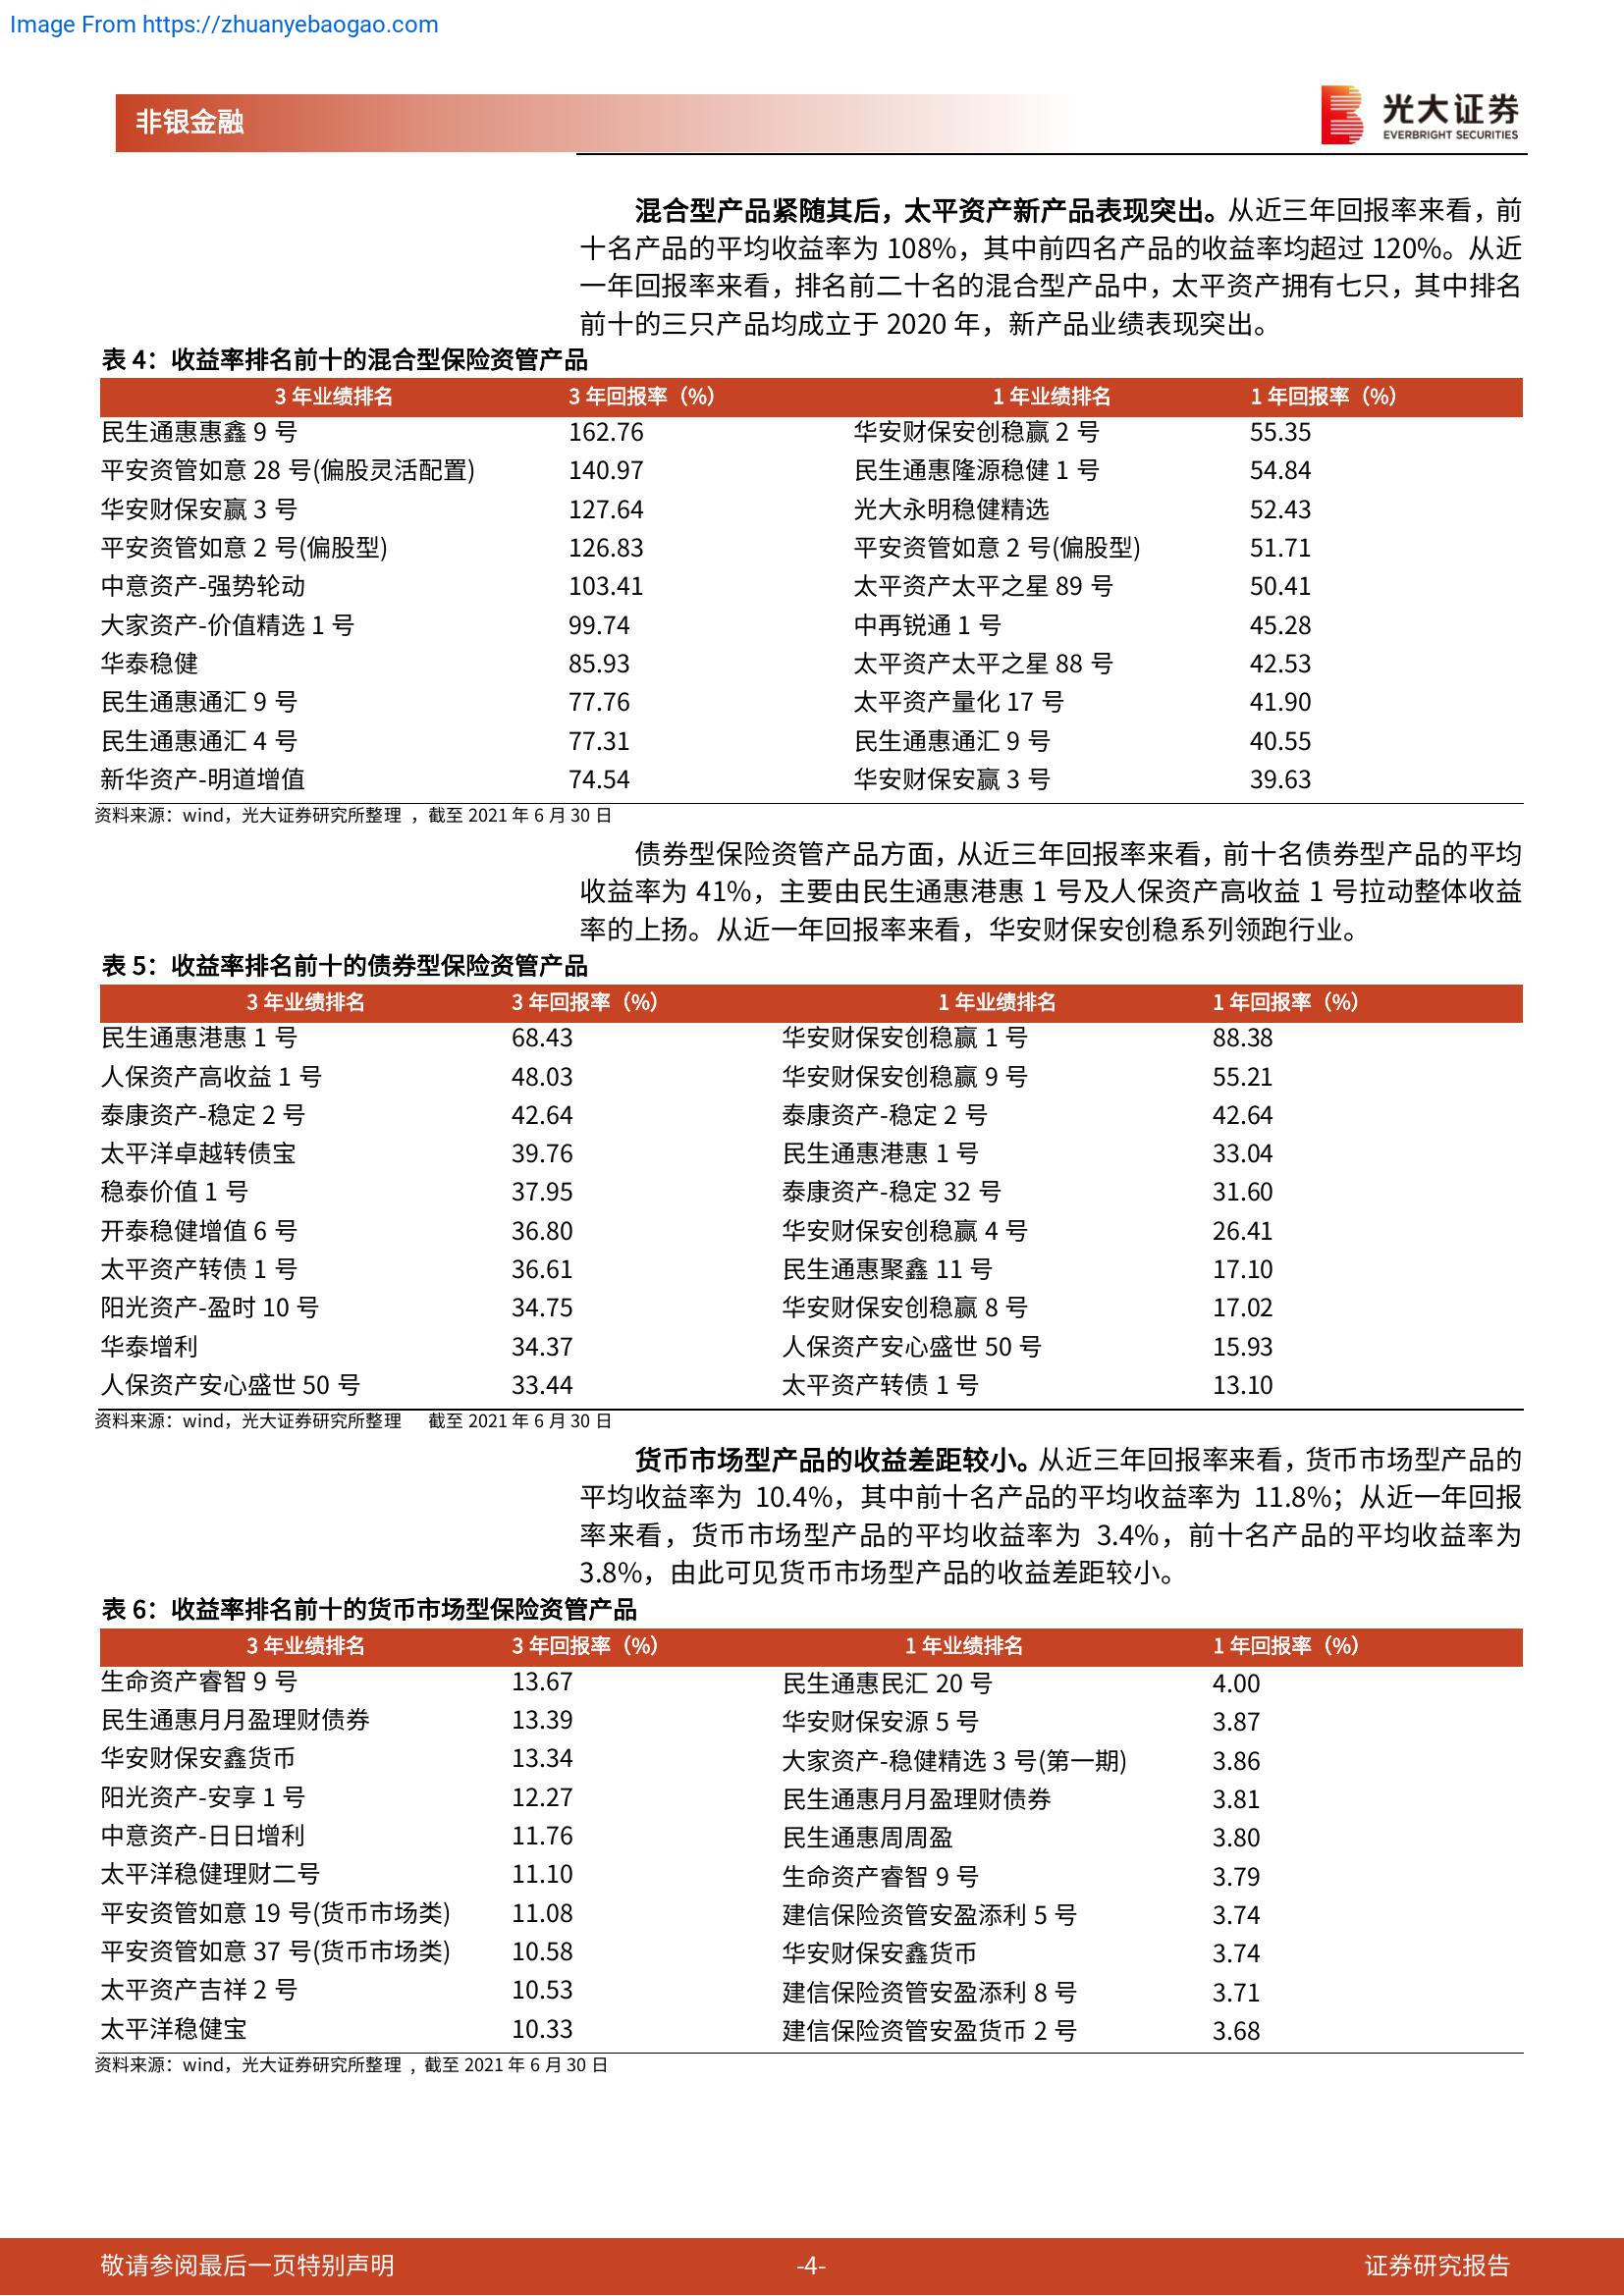 Image From https://zhuanyebaogao.com
非银金融
光大证券
EVERBRIGHT SECURITIES
混合型产品紧随其后，太平资产新产品表现突出。从近三年回报率来看，前
十名产品的平均收益率为 108%，其中前四名产品的收益率均超过 120%。从近
一年回报率来看，排名前二十名的混合型产品中，太平资产拥有七只，其中排名
前十的三只产品均成立于 2020 年，新产品业绩表现突出。
表 4：收益率排名前十的混合型保险资管产品
3 年业绩排名 3 年回报率（%） 1 年业绩排名 1 年回报率（%）
民生通惠惠鑫 9 号 162.76 华安财保安创稳赢 2 号 55.35
平安资管如意 28 号(偏股灵活配置) 140.97 民生通惠隆源稳健 1 号 54.84
华安财保安赢 3 号 127.64 光大永明稳健精选 52.43
平安资管如意 2 号(偏股型) 126.83 平安资管如意 2 号(偏股型) 51.71
中意资产-强势轮动 103.41 太平资产太平之星 89 号 50.41
大家资产-价值精选 1 号 99.74 中再锐通 1 号 45.28
华泰稳健 85.93 太平资产太平之星 88 号 42.53
民生通惠通汇 9 号 77.76 太平资产量化 17 号 41.90
民生通惠通汇 4 号 77.31 民生通惠通汇 9 号 40.55
新华资产-明道增值 74.54 华安财保安赢 3 号 39.63
资料来源：wind，光大证券研究所整理 ，截至 2021 年 6 月 30 日
债券型保险资管产品方面，从近三年回报率来看，前十名债券型产品的平均
收益率为 41%，主要由民生通惠港惠 1 号及人保资产高收益 1 号拉动整体收益
率的上扬。从近一年回报率来看，华安财保安创稳系列领跑行业。
表 5：收益率排名前十的债券型保险资管产品
3 年业绩排名 3 年回报率（%） 1 年业绩排名 1 年回报率（%）
民生通惠港惠 1 号 68.43 华安财保安创稳赢 1 号 88.38
人保资产高收益 1 号 48.03 华安财保安创稳赢 9 号 55.21
泰康资产-稳定 2 号 42.64 泰康资产-稳定 2 号 42.64
太平洋卓越转债宝 39.76 民生通惠港惠 1 号 33.04
稳泰价值 1 号 37.95 泰康资产-稳定 32 号 31.60
开泰稳健增值 6 号 36.80 华安财保安创稳赢 4 号 26.41
太平资产转债 1 号 36.61 民生通惠聚鑫 11 号 17.10
阳光资产-盈时 10 号 34.75 华安财保安创稳赢 8 号 17.02
华泰增利 34.37 人保资产安心盛世 50 号 15.93
人保资产安心盛世 50 号 33.44 太平资产转债 1 号 13.10
资料来源：wind，光大证券研究所整理 截至 2021 年 6 月 30 日
货币市场型产品的收益差距较小。从近三年回报率来看，货币市场型产品的
平均收益率为 10.4%，其中前十名产品的平均收益率为 11.8%；从近一年回报
率来看，货币市场型产品的平均收益率为 3.4%，前十名产品的平均收益率为
3.8%，由此可见货币市场型产品的收益差距较小。
表 6：收益率排名前十的货币市场型保险资管产品
3 年业绩排名 3 年回报率（%） 1 年业绩排名 1 年回报率（%）
生命资产睿智 9 号 13.67 民生通惠民汇 20 号 4.00
民生通惠月月盈理财债券 13.39 华安财保安源 5 号 3.87
华安财保安鑫货币 13.34 大家资产-稳健精选 3 号(第一期) 3.86
阳光资产-安享 1 号 12.27 民生通惠月月盈理财债券 3.81
中意资产-日日增利 11.76 民生通惠周周盈 3.80
太平洋稳健理财二号 11.10 生命资产睿智 9 号 3.79
平安资管如意 19 号(货币市场类) 11.08 建信保险资管安盈添利 5 号 3.74
平安资管如意 37 号(货币市场类) 10.58 华安财保安鑫货币 3.74
太平资产吉祥 2 号 10.53 建信保险资管安盈添利 8 号 3.71
太平洋稳健宝 10.33 建信保险资管安盈货币 2 号 3.68
资料来源：wind，光大证券研究所整理 ，截至 2021 年 6 月 30 日
敬请参阅最后一页特别声明 -4- 证券研究报告